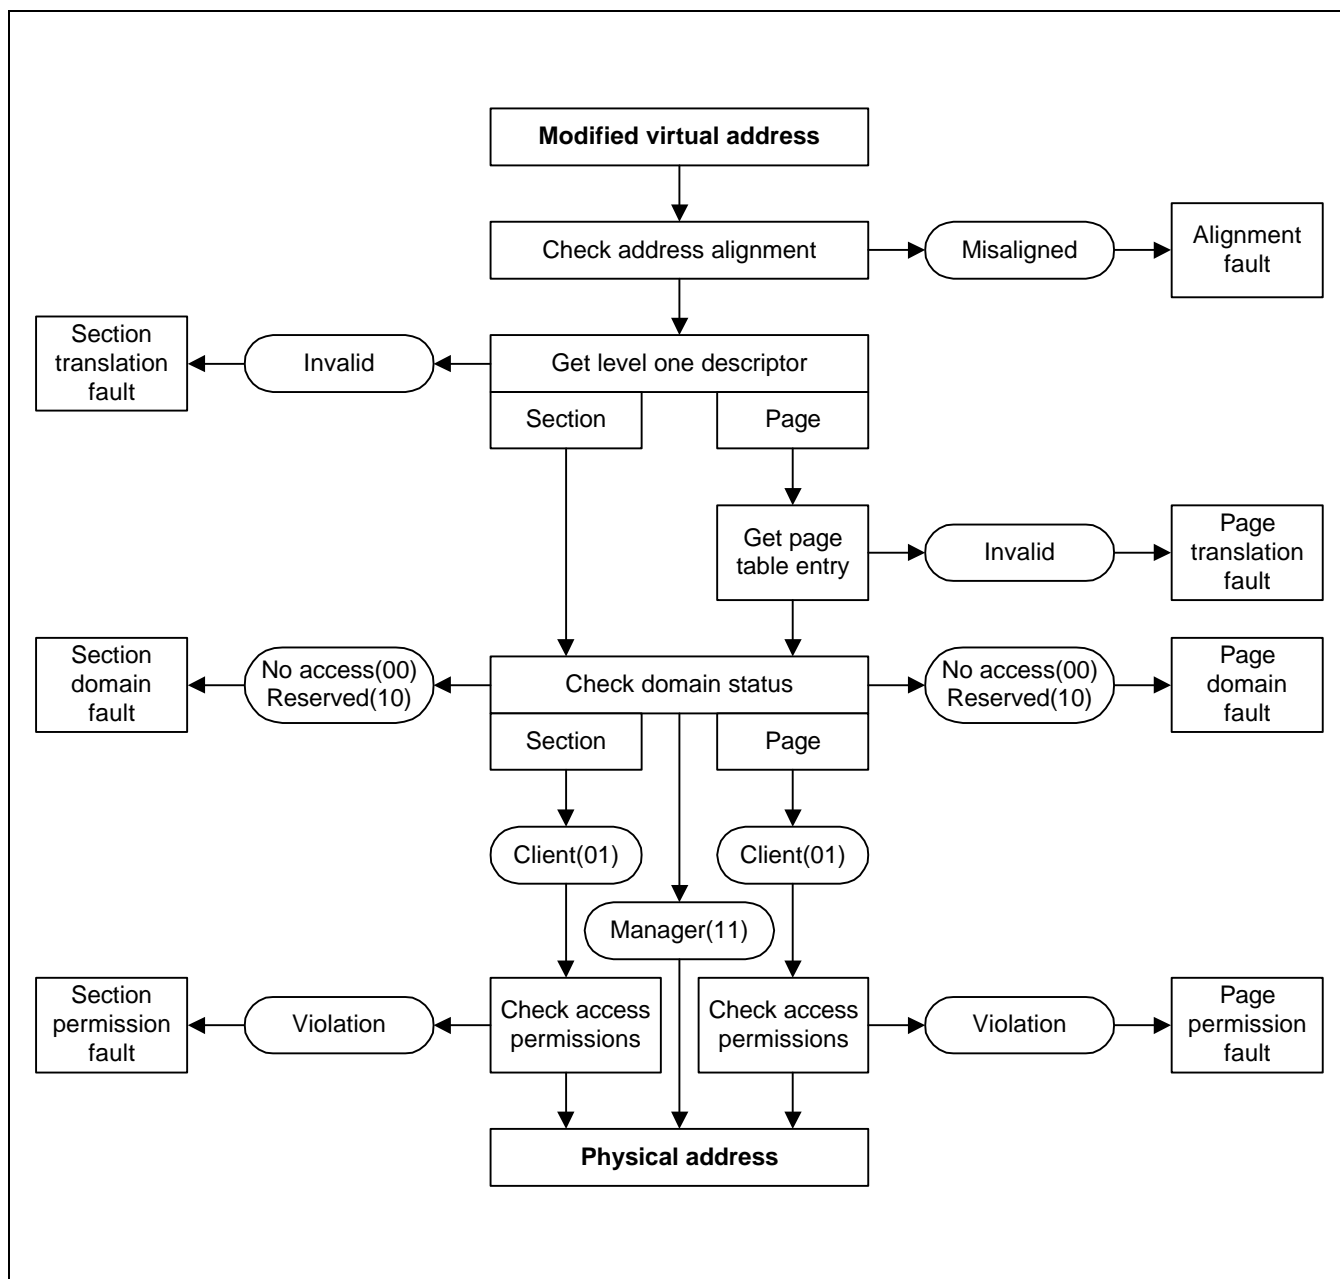 Modified virtual address
Check address alignment
Misaligned
Alignment
fault
Section
translation
fault
Invalid
Get level one descriptor
Section
Page
Get page
table entry
Invalid
Page
translation
fault
Section
domain
fault
No access(00)
Reserved(10)
Check domain status
No access(00)
Reserved(10)
Page
domain
fault
Section
Page
Client(01)
Client(01)
Manager(11)
Section
permission
fault
Violation
Check access
permissions
Check access
permissions
Violation
Page
permission
fault
Physical address